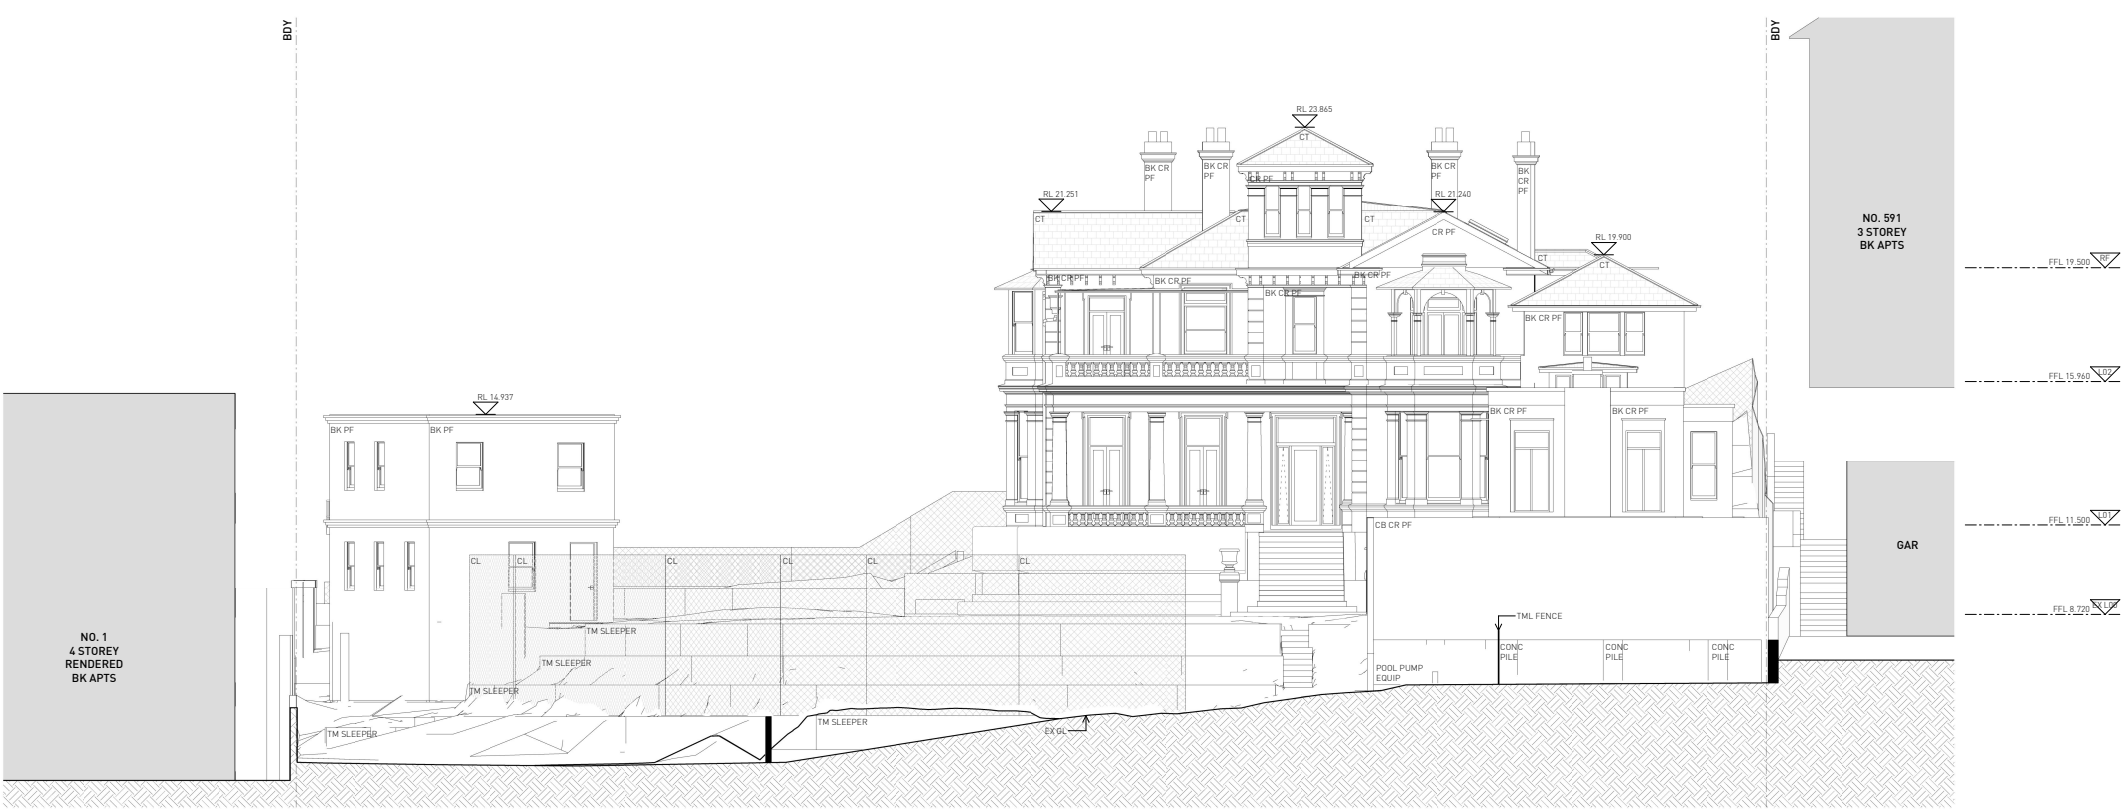 BDY
BDY
RL 23.865
CT
BK CR
PF
BK CR
PF
CR PF
BK CR
PF
BK
CR
PF
RL 21.251
CT
CT
CT
RL 21.240
CR PF
RL 19.900
CT
CT
NO. 591
3 STOREY
BK APTS
FFL 19.500
RF
BK CR PF
BK CR PF
BK CR PF
BK CR PF
BK CR PF
FFL 15.960
L02
RL 14.937
BK PF
BK PF
BK CR PF
BK CR PF
CB CR PF
FFL 11.500
L01
GAR
CL
CL
CL
CL
CL
CL
FFL 8.720
EX L00
TML FENCE
TM SLEEPER
TM SLEEPER
TM SLEEPER
TM SLEEPER
TM SLEEPER
NO. 1
4 STOREY
RENDERED
BK APTS
CONC
PILE
CONC
PILE
CONC
PILE
POOL PUMP
EQUIP
EX GL